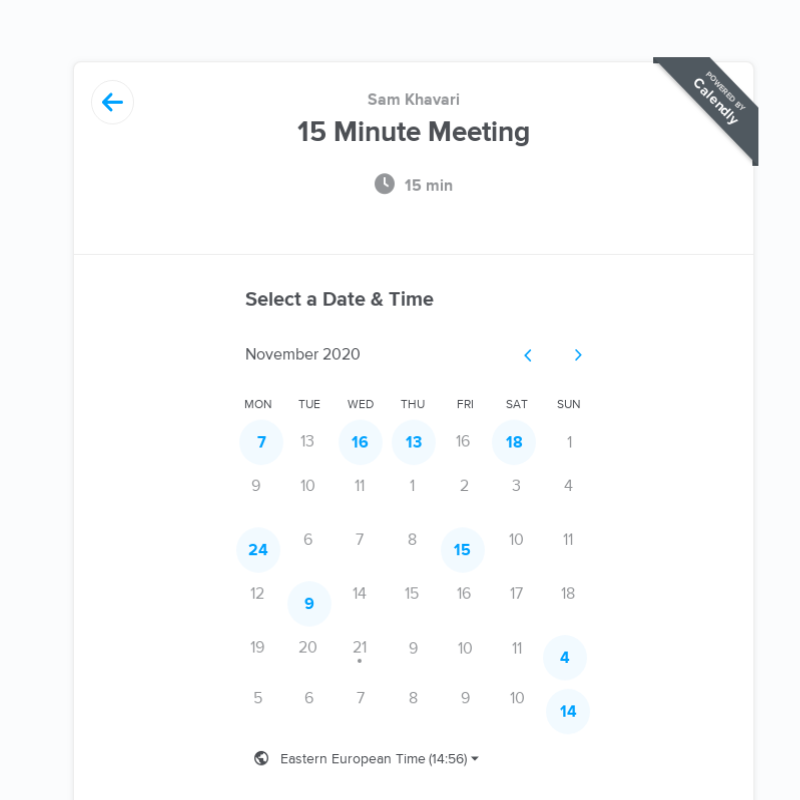 POWERED BY
Calendly
Sam Khavari
15 Minute Meeting
15 min
Select a Date & Time
November 2020
MON TUE WED THU FRI SAT SUN
7 13 16 13 16 18 1
9 10 11 1 2 3 4
24 6 7 8 15 10 11
12 9 14 15 16 17 18
19 20 21 9 10 11 4
5 6 7 8 9 10 14
Eastern European Time (14:56)